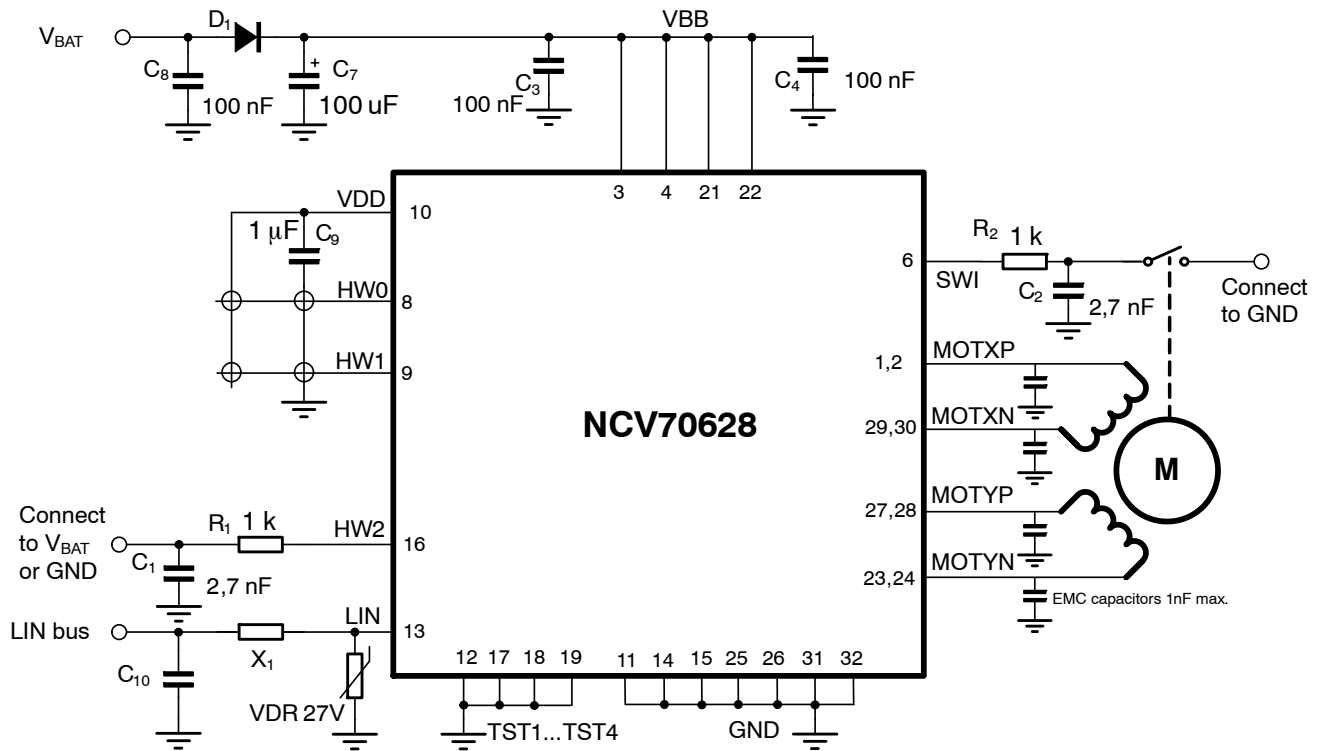 V_BAT
D₁
VBB
C₈
100 nF
+
C₇
100 uF
C₃
100 nF
C₄
100 nF
3
4
21
22
VDD
10
1 μF
C₉
HW0
8
HW1
9
NCV70628
6
SWI
R₂
1 k
C₂
2,7 nF
Connect
to GND
1,2
MOTXP
29,30
MOTXN
M
27,28
MOTYP
23,24
MOTYN
EMC capacitors 1nF max.
Connect
to V_BAT
or GND
R₁
1 k
HW2
16
C₁
2,7 nF
LIN bus
LIN
13
X₁
C₁₀
VDR 27V
12
17
18
19
TST1...TST4
11
14
15
25
26
31
32
GND